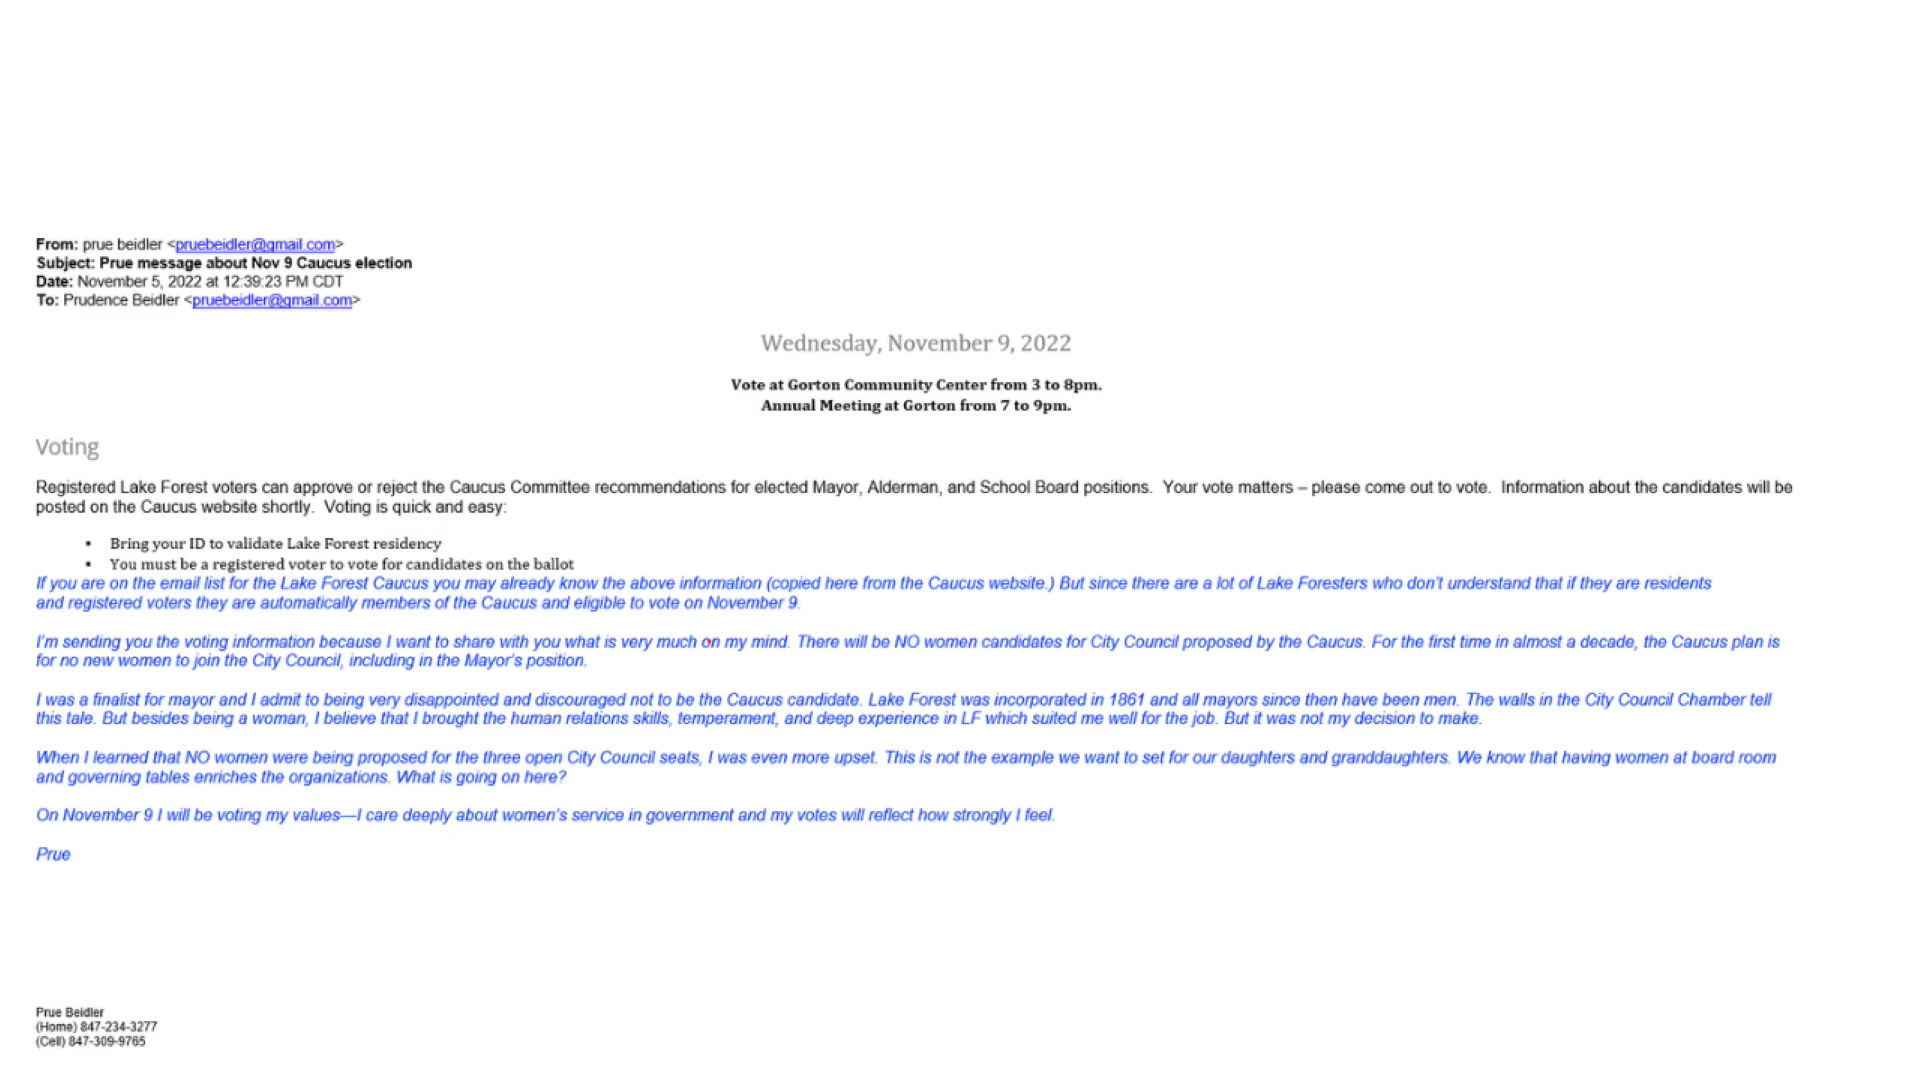 From: prue beidler <pruebeidler@gmail.com>
Subject: Prue message about Nov 9 Caucus election
Date: November 5, 2022 at 12:39:23 PM CDT
To: Prudence Beidler <pruebeidler@gmail.com>
Wednesday, November 9, 2022
Vote at Gorton Community Center from 3 to 8pm.
Annual Meeting at Gorton from 7 to 9pm.
Voting
Registered Lake Forest voters can approve or reject the Caucus Committee recommendations for elected Mayor, Alderman, and School Board positions.  Your vote matters – please come out to vote.  Information about the candidates will be
posted on the Caucus website shortly.  Voting is quick and easy:
▪ Bring your ID to validate Lake Forest residency
▪ You must be a registered voter to vote for candidates on the ballot
If you are on the email list for the Lake Forest Caucus you may already know the above information (copied here from the Caucus website.) But since there are a lot of Lake Foresters who don't understand that if they are residents
and registered voters they are automatically members of the Caucus and eligible to vote on November 9.
I'm sending you the voting information because I want to share with you what is very much on my mind. There will be NO women candidates for City Council proposed by the Caucus. For the first time in almost a decade, the Caucus plan is
for no new women to join the City Council, including in the Mayor's position.
I was a finalist for mayor and I admit to being very disappointed and discouraged not to be the Caucus candidate. Lake Forest was incorporated in 1861 and all mayors since then have been men. The walls in the City Council Chamber tell
this tale. But besides being a woman, I believe that I brought the human relations skills, temperament, and deep experience in LF which suited me well for the job. But it was not my decision to make.
When I learned that NO women were being proposed for the three open City Council seats, I was even more upset. This is not the example we want to set for our daughters and granddaughters. We know that having women at board room
and governing tables enriches the organizations. What is going on here?
On November 9 I will be voting my values—I care deeply about women's service in government and my votes will reflect how strongly I feel.
Prue
Prue Beidler
(Home) 847-234-3277
(Cell) 847-309-9765